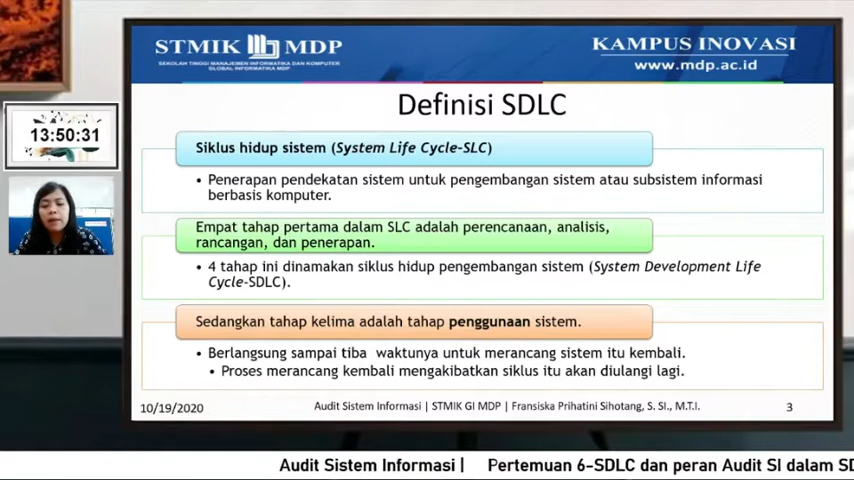 STMIK MDP
SEKOLAH TINGGI MANAJEMEN INFORMATIKA DAN KOMPUTER
GLOBAL INFORMATIKA MDP
KAMPUS INOVASI
www.mdp.ac.id
Definisi SDLC
13:50:31
Siklus hidup sistem (System Life Cycle-SLC)
• Penerapan pendekatan sistem untuk pengembangan sistem atau subsistem informasi
berbasis komputer.
Empat tahap pertama dalam SLC adalah perencanaan, analisis,
rancangan, dan penerapan.
• 4 tahap ini dinamakan siklus hidup pengembangan sistem (System Development Life
Cycle-SDLC).
Sedangkan tahap kelima adalah tahap penggunaan sistem.
• Berlangsung sampai tiba waktunya untuk merancang sistem itu kembali.
• Proses merancang kembali mengakibatkan siklus itu akan diulangi lagi.
10/19/2020
Audit Sistem Informasi | STMIK GI MDP | Fransiska Prihatini Sihotang, S. SI., M.T.I.
3
Audit Sistem Informasi | Pertemuan 6-SDLC dan peran Audit SI dalam SD